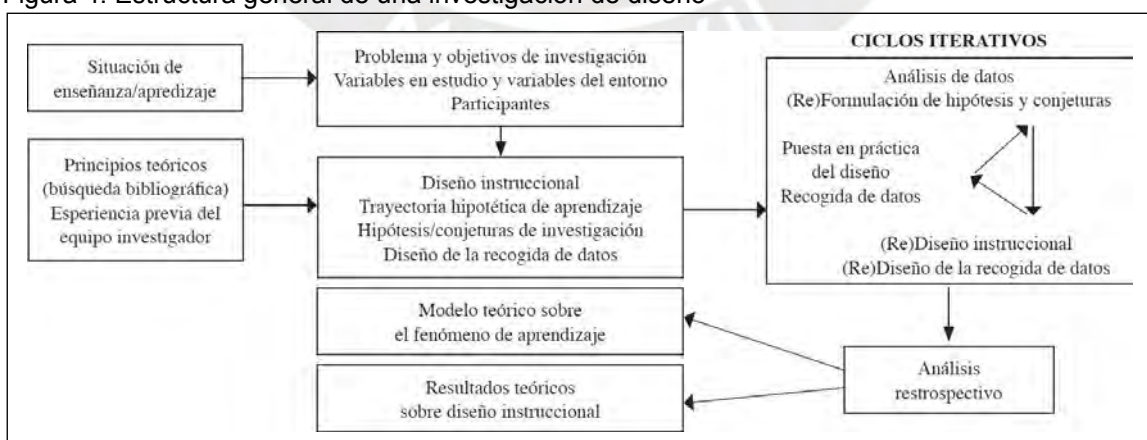 Figura 4. Estructura general de una investigación de diseño
Situación de
enseñanza/apredizaje
Problema y objetivos de investigación
Variables en estudio y variables del entorno
Participantes
Principios teóricos
(búsqueda bibliográfica)
Esperiencia previa del
equipo investigador
Diseño instruccional
Trayectoria hipotética de aprendizaje
Hipótesis/conjeturas de investigación
Diseño de la recogida de datos
CICLOS ITERATIVOS
Análisis de datos
(Re)Formulación de hipótesis y conjeturas
Puesta en práctica
del diseño
Recogida de datos
(Re)Diseño instruccional
(Re)Diseño de la recogida de datos
Modelo teórico sobre
el fenómeno de aprendizaje
Resultados teóricos
sobre diseño instruccional
Análisis
restrospectivo